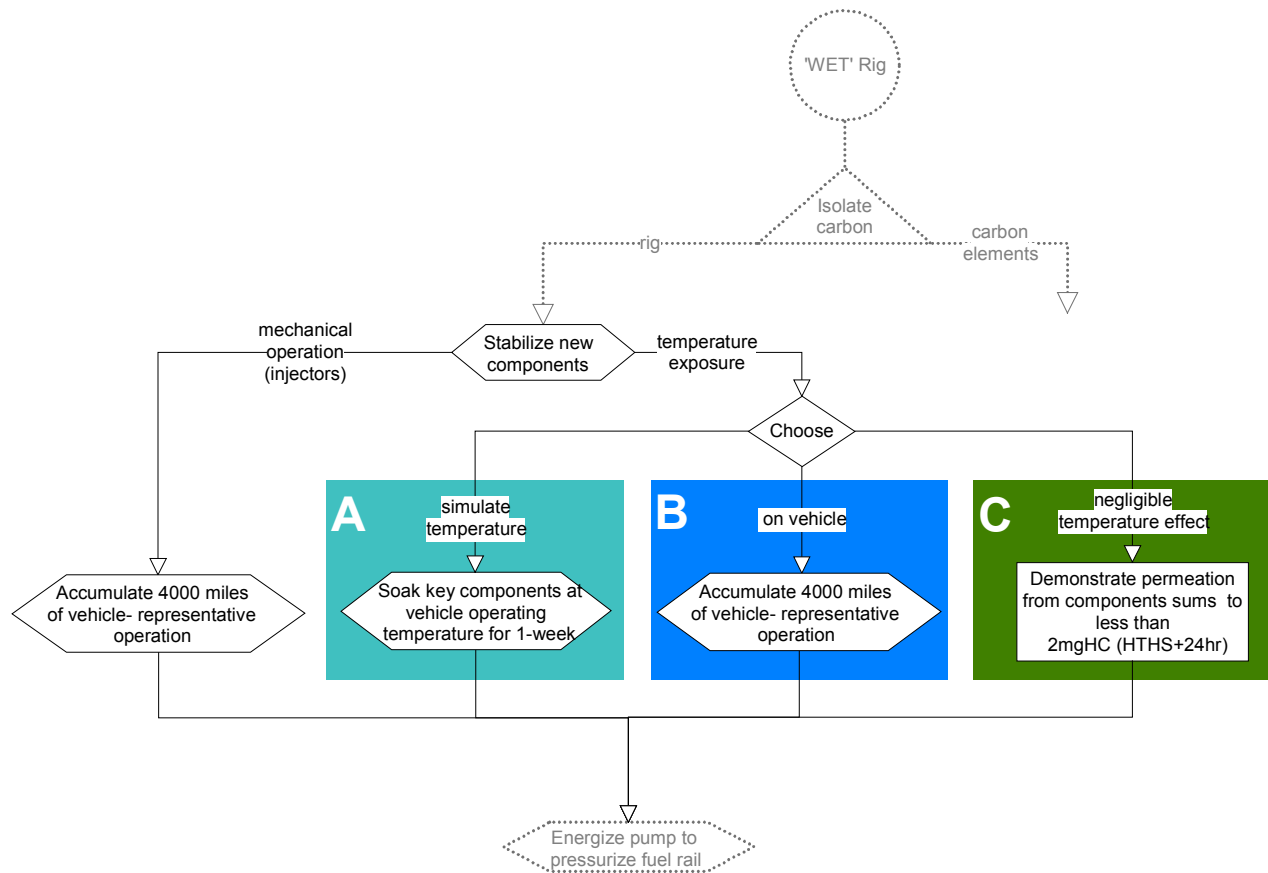 'WET' Rig
Isolate
carbon
rig
carbon
elements
mechanical
operation
(injectors)
Stabilize new
components
temperature
exposure
Choose
A
simulate
temperature
B
on vehicle
C
negligible
temperature effect
Accumulate 4000 miles
of vehicle- representative
operation
Soak key components at
vehicle operating
temperature for 1-week
Accumulate 4000 miles
of vehicle- representative
operation
Demonstrate permeation
from components sums to
less than
2mgHC (HTHS+24hr)
Energize pump to
pressurize fuel rail